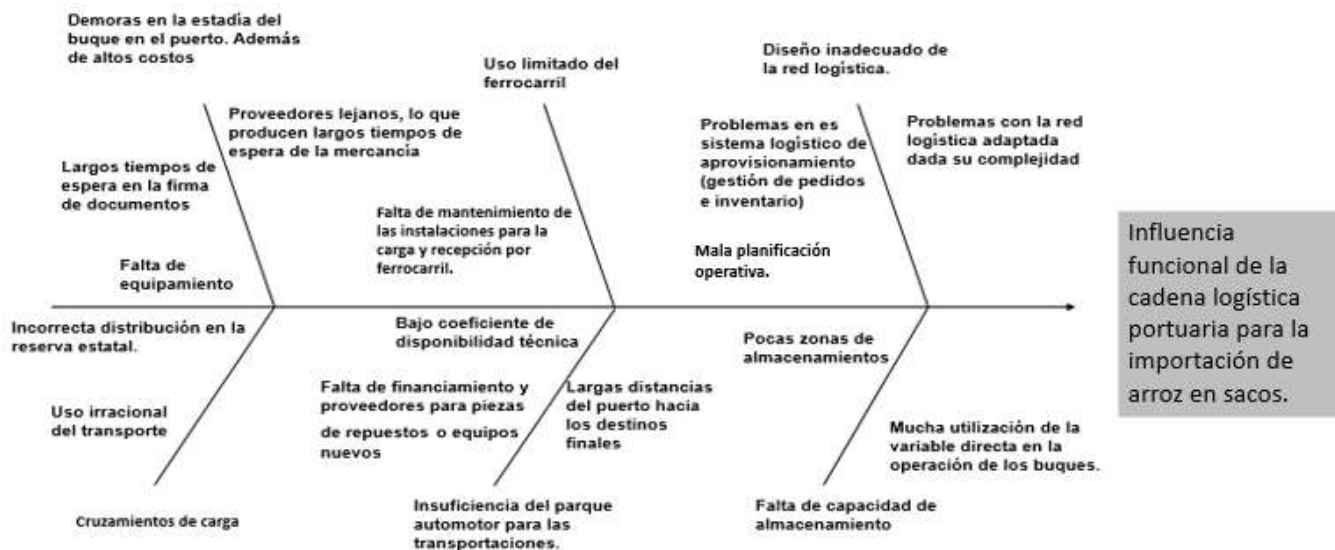 Demoras en la estadía del
buque en el puerto. Además
de altos costos
Uso limitado del
ferrocarril
Diseño inadecuado de
la red logística.
Proveedores lejanos, lo que
producen largos tiempos de
espera de la mercancía
Problemas en es
sistema logístico de
aprovisionamiento
(gestión de pedidos
e inventario)
Problemas con la red
logística adaptada
dada su complejidad
Largos tiempos de
espera en la firma
de documentos
Falta de mantenimiento de
las instalaciones para la
carga y recepción por
ferrocarril.
Mala planificación
operativa.
Falta de
equipamiento
Influencia
funcional de la
cadena logística
portuaria para la
importación de
arroz en sacos.
Incorrecta distribución en la
reserva estatal.
Bajo coeficiente de
disponibilidad técnica
Pocas zonas de
almacenamientos
Uso irracional
del transporte
Falta de financiamiento y
proveedores para piezas
de repuestos o equipos
nuevos
Largas distancias
del puerto hacia
los destinos
finales
Mucha utilización de la
variable directa en la
operación de los buques.
Cruzamientos de carga
Insuficiencia del parque
automotor para las
transportaciones.
Falta de capacidad de
almacenamiento